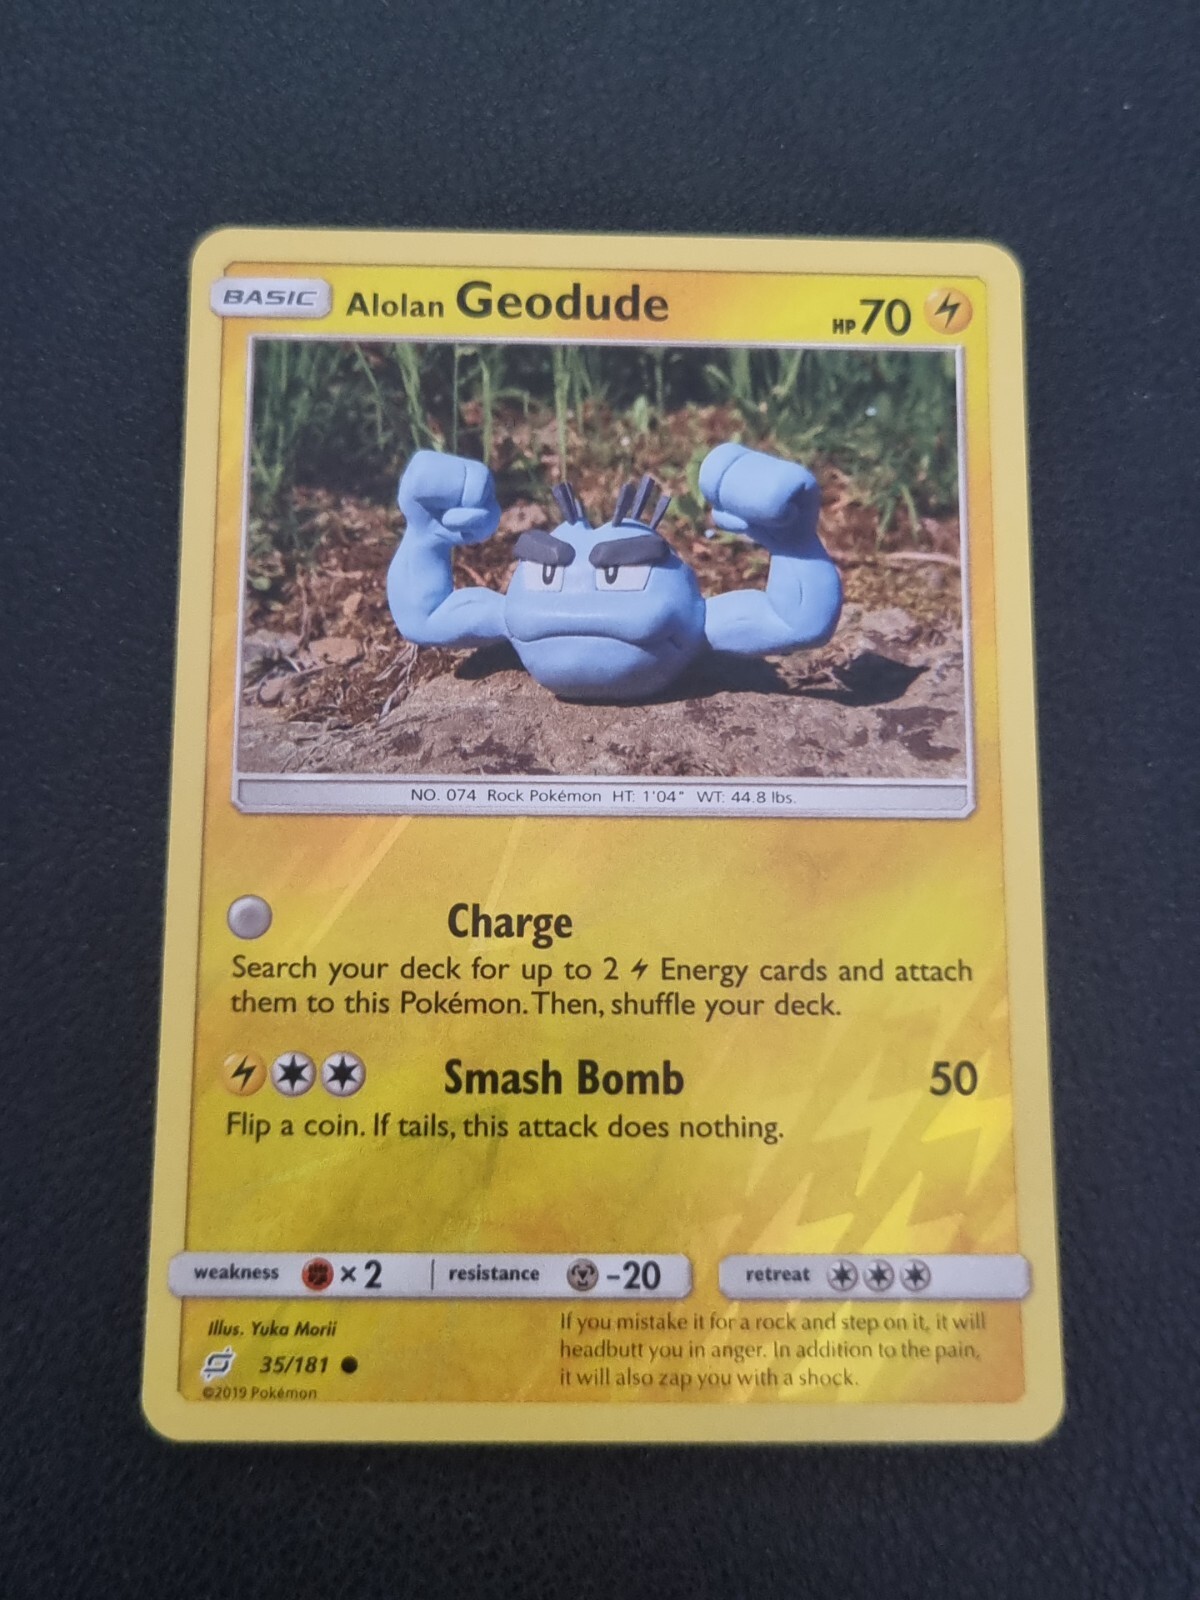 BASIC Alolan Geodude HP 70
NO. 074 Rock Pokémon HT: 1'04" WT: 44.8 lbs.
Charge
Search your deck for up to 2 Energy cards and attach
them to this Pokémon. Then, shuffle your deck.
Smash Bomb 50
Flip a coin. If tails, this attack does nothing.
weakness × 2 resistance -20 retreat
Illus. Yuka Morii
35/181
©2019 Pokémon
If you mistake it for a rock and step on it, it will
headbutt you in anger. In addition to the pain,
it will also zap you with a shock.